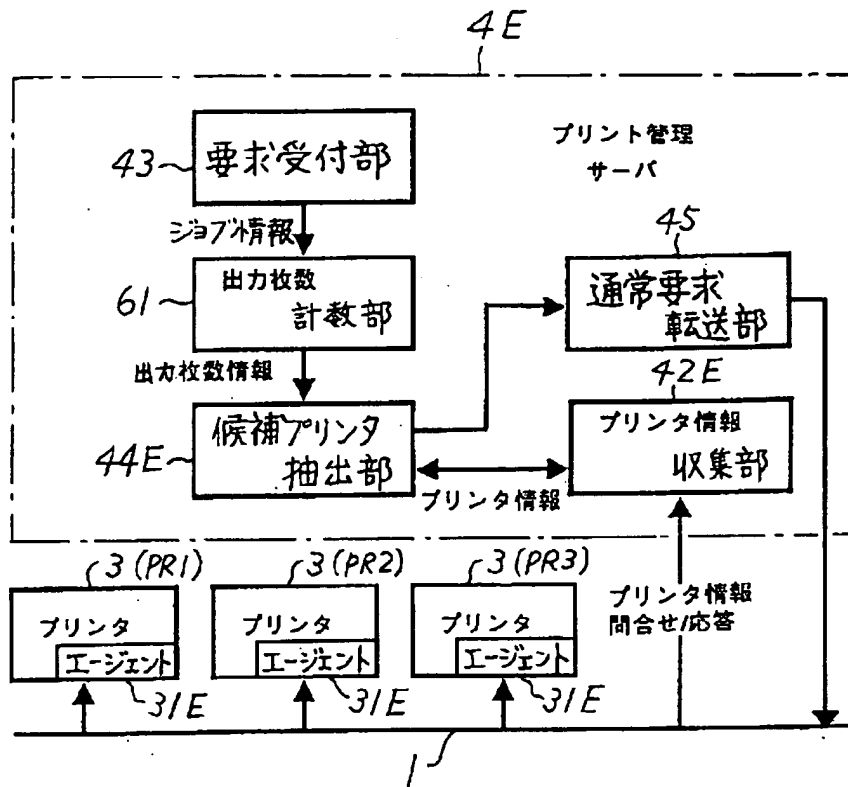 4E
43
要求受付部
プリント管理
サーバ
ジョブ情報
45
61
出力枚数
計数部
通常要求
転送部
出力枚数情報
42E
44E
候補プリンタ
抽出部
プリンタ情報
収集部
プリンタ情報
3(PR1)
3(PR2)
3(PR3)
プリンタ
エージェント
プリンタ
エージェント
プリンタ
エージェント
プリンタ情報
問合せ/応答
31E
31E
31E
1